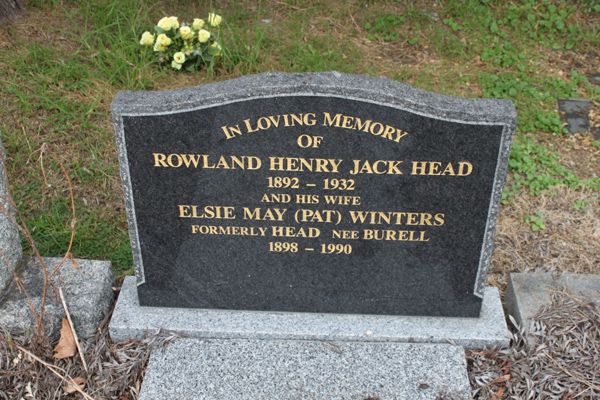 IN LOVING MEMORY
OF
ROWLAND HENRY JACK HEAD
1892 – 1932
AND HIS WIFE
ELSIE MAY (PAT) WINTERS
FORMERLY HEAD NEE BURELL
1898 – 1990